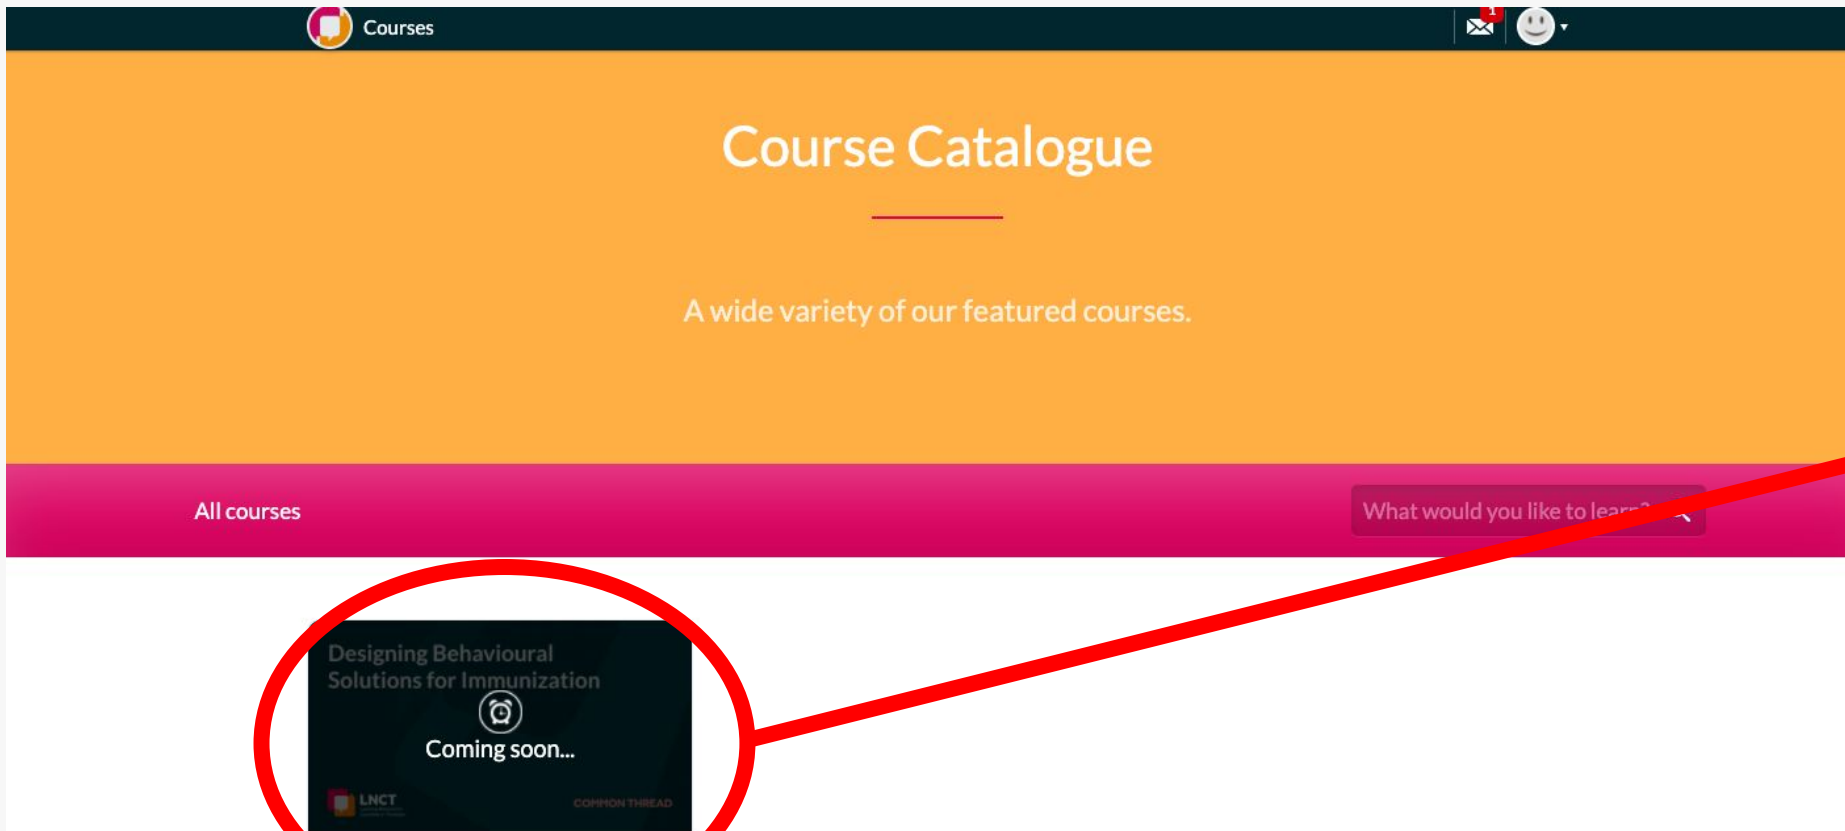 Courses
1
Course Catalogue
A wide variety of our featured courses.
All courses
What would you like to learn?
Designing Behavioural
Solutions for Immunization
Coming soon...
LNCT
COMMON THREAD